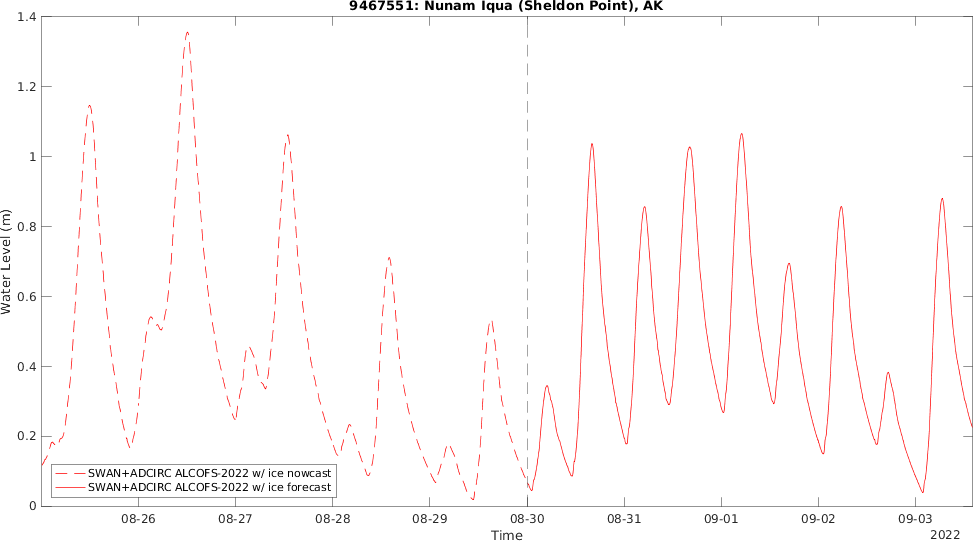 9467551: Nunam Iqua (Sheldon Point), AK
Water Level (m)
1.4
1.2
1
0.8
0.6
0.4
0.2
0
SWAN+ADCIRC ALCOFS-2022 w/ ice nowcast
SWAN+ADCIRC ALCOFS-2022 w/ ice forecast
08-26 08-27 08-28 08-29 08-30 08-31 09-01 09-02 09-03
Time
2022